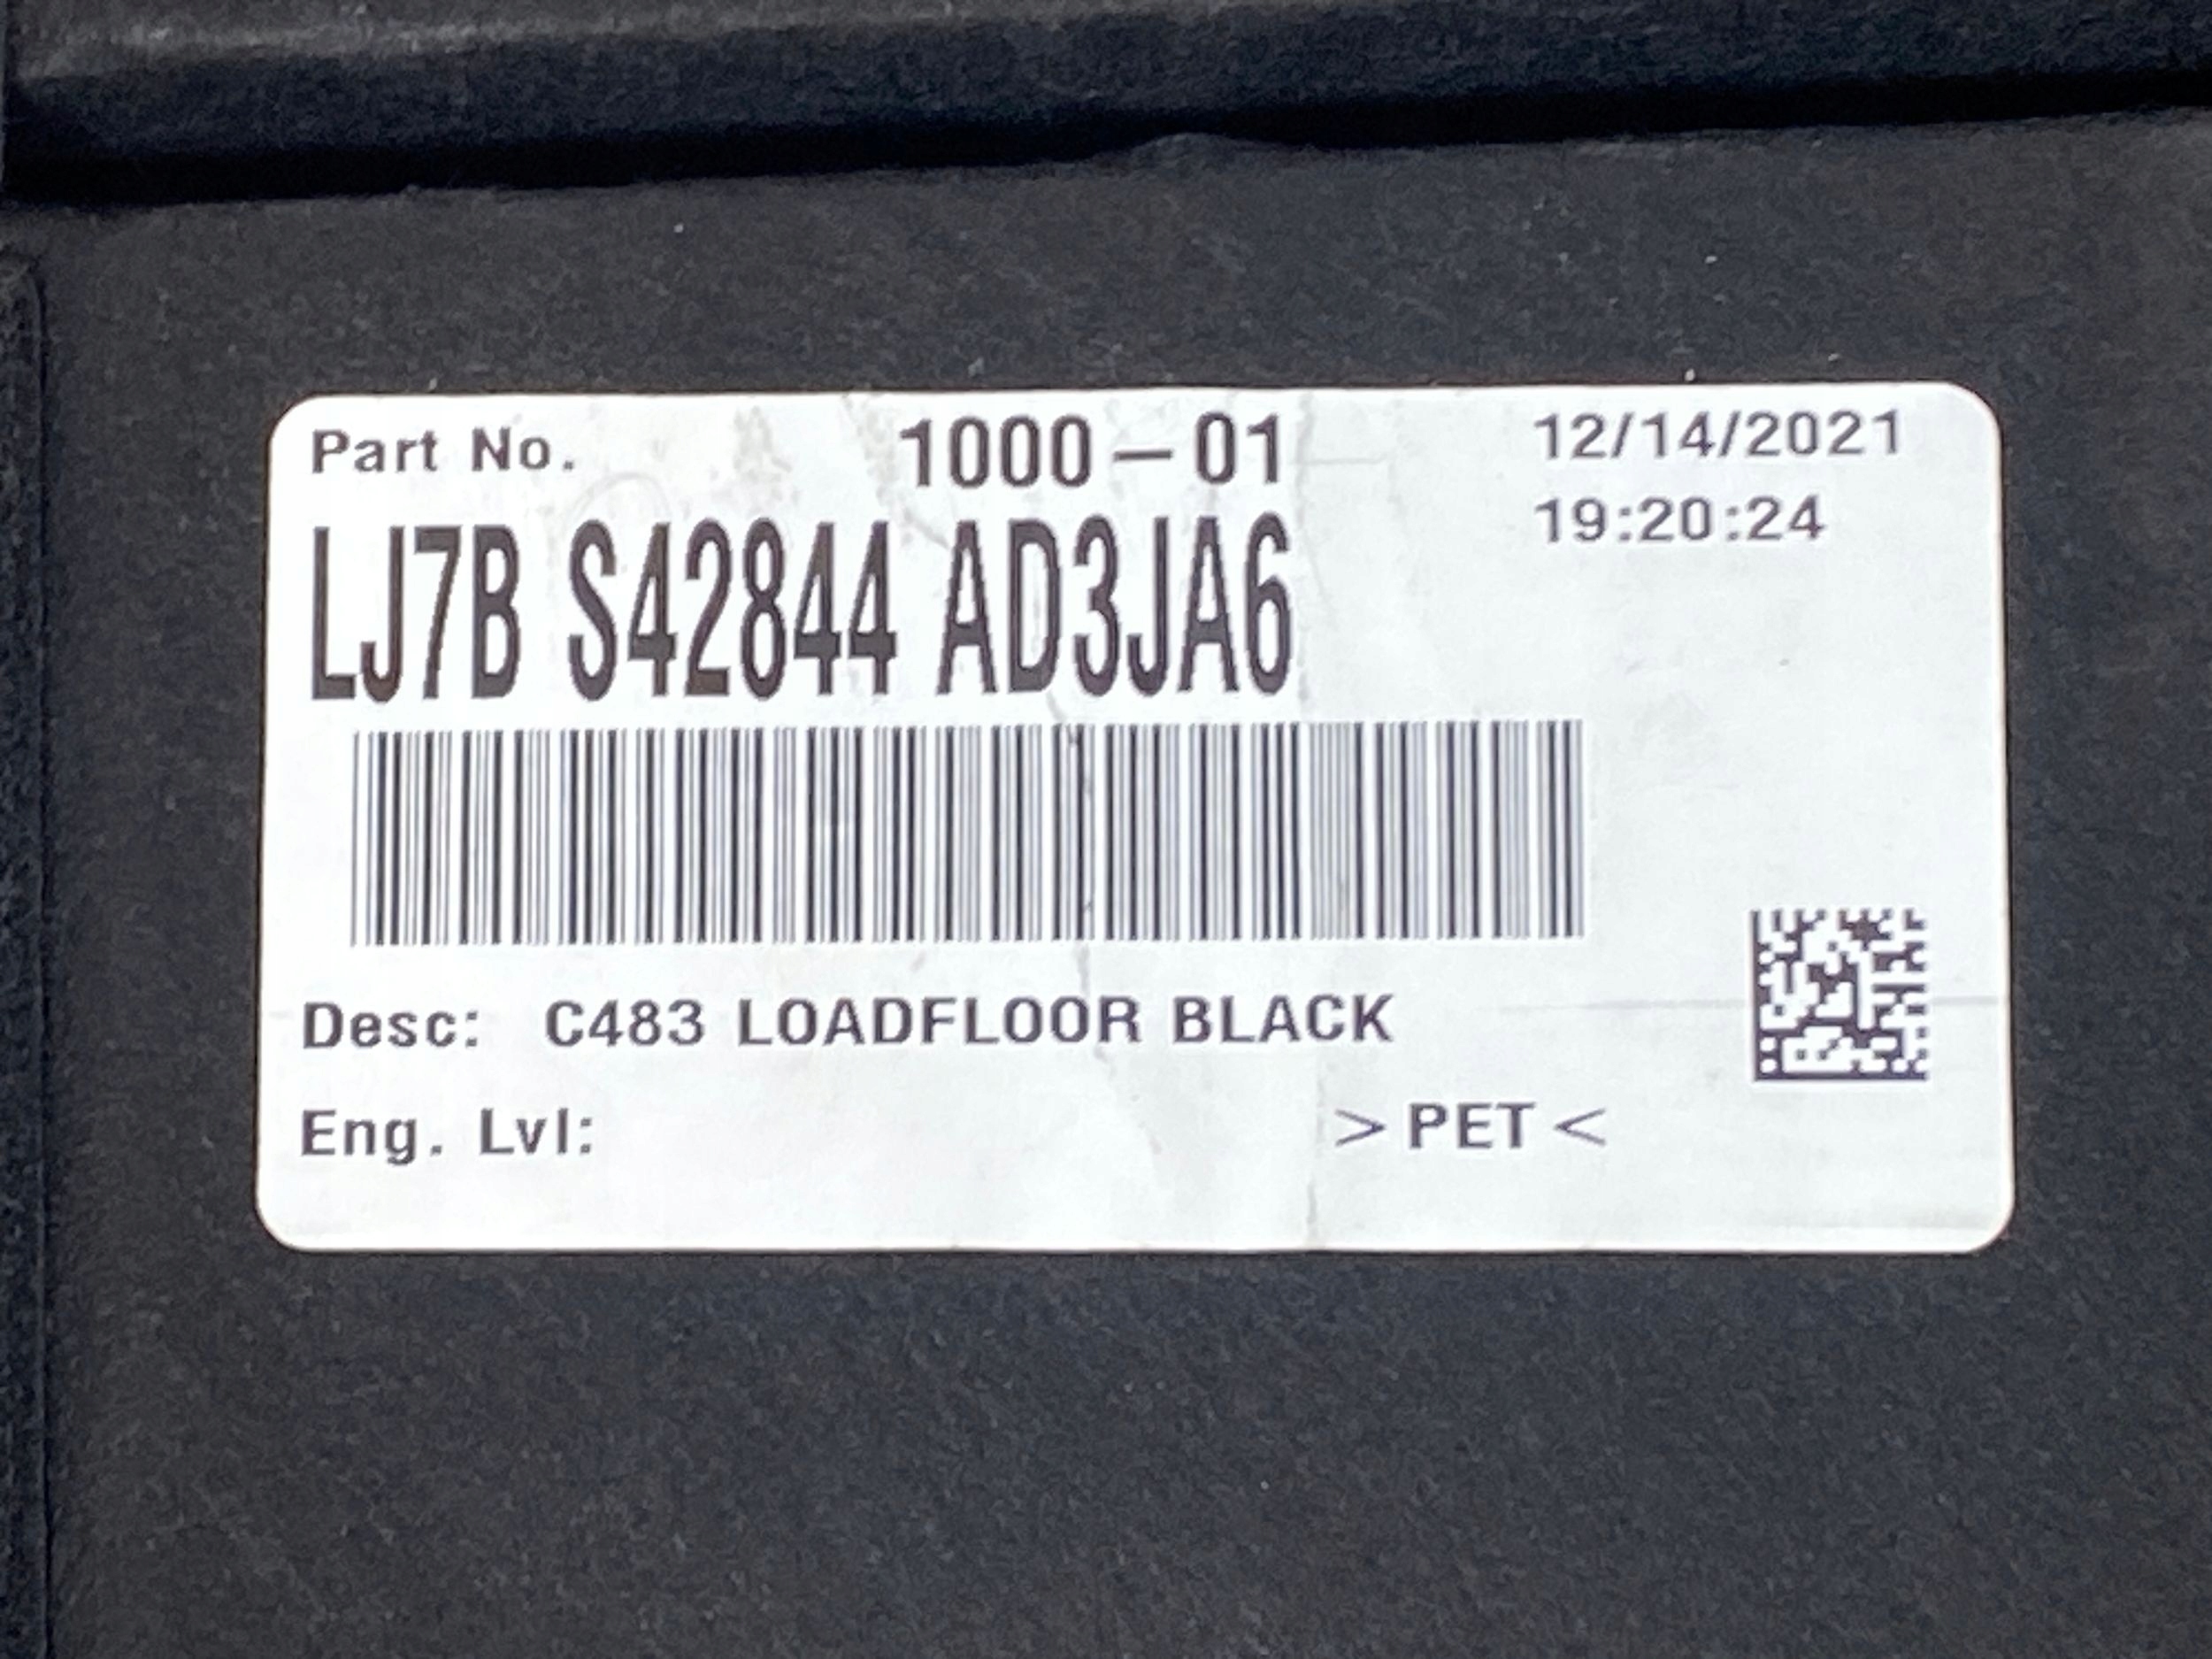 Part No. 1000-01 12/14/2021
19:20:24
LJ7B S42844 AD3JA6
Desc: C483 LOADFLOOR BLACK
Eng. Lvl: >PET<